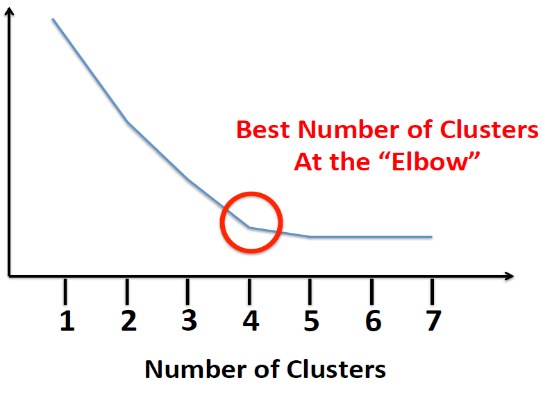 Best Number of Clusters
At the “Elbow”
1 2 3 4 5 6 7
Number of Clusters